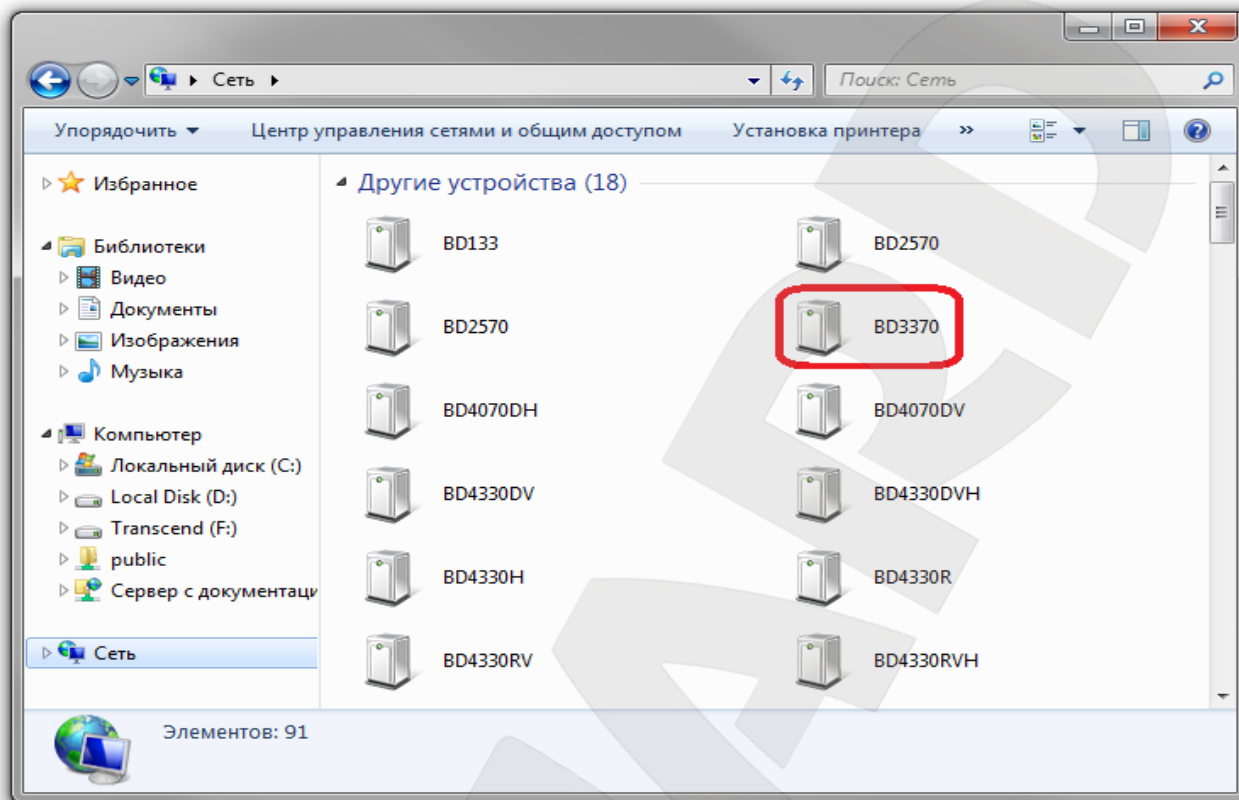 Сеть
Поиск: Сеть
Упорядочить Центр управления сетями и общим доступом Установка принтера »
Избранное
Библиотеки
Видео
Документы
Изображения
Музыка
Компьютер
Локальный диск (C:)
Local Disk (D:)
Transcend (F:)
public
Сервер с документаци
Сеть
Другие устройства (18)
BD133 BD2570
BD2570 BD3370
BD4070DH BD4070DV
BD4330DV BD4330DVH
BD4330H BD4330R
BD4330RV BD4330RVH
Элементов: 91